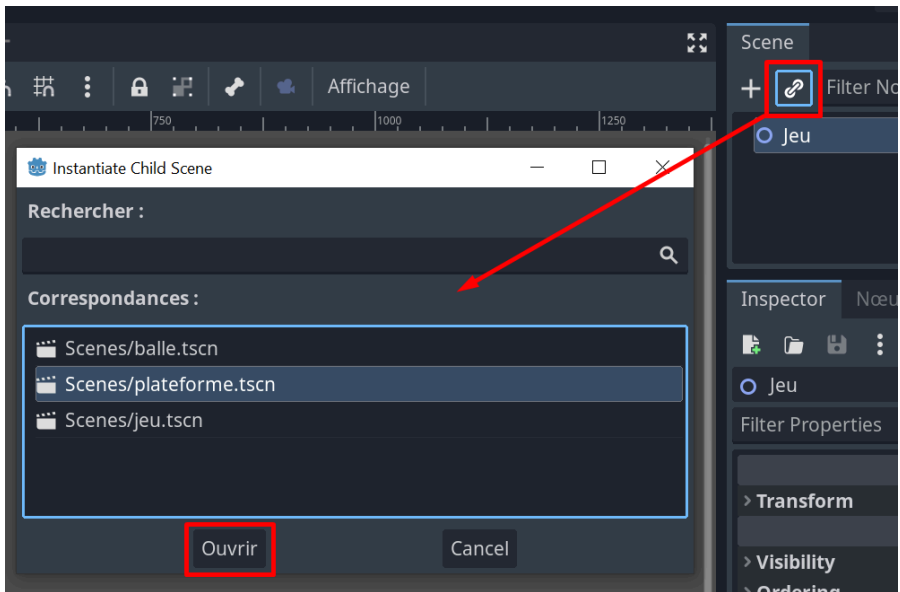 Scene
Affichage
Filter No
750
1000
1250
Jeu
Instantiate Child Scene
Rechercher :
Correspondances :
Scenes/balle.tscn
Scenes/plateforme.tscn
Scenes/jeu.tscn
Ouvrir
Cancel
Inspector
Nœu
Jeu
Filter Properties
Transform
Visibility
Ordering